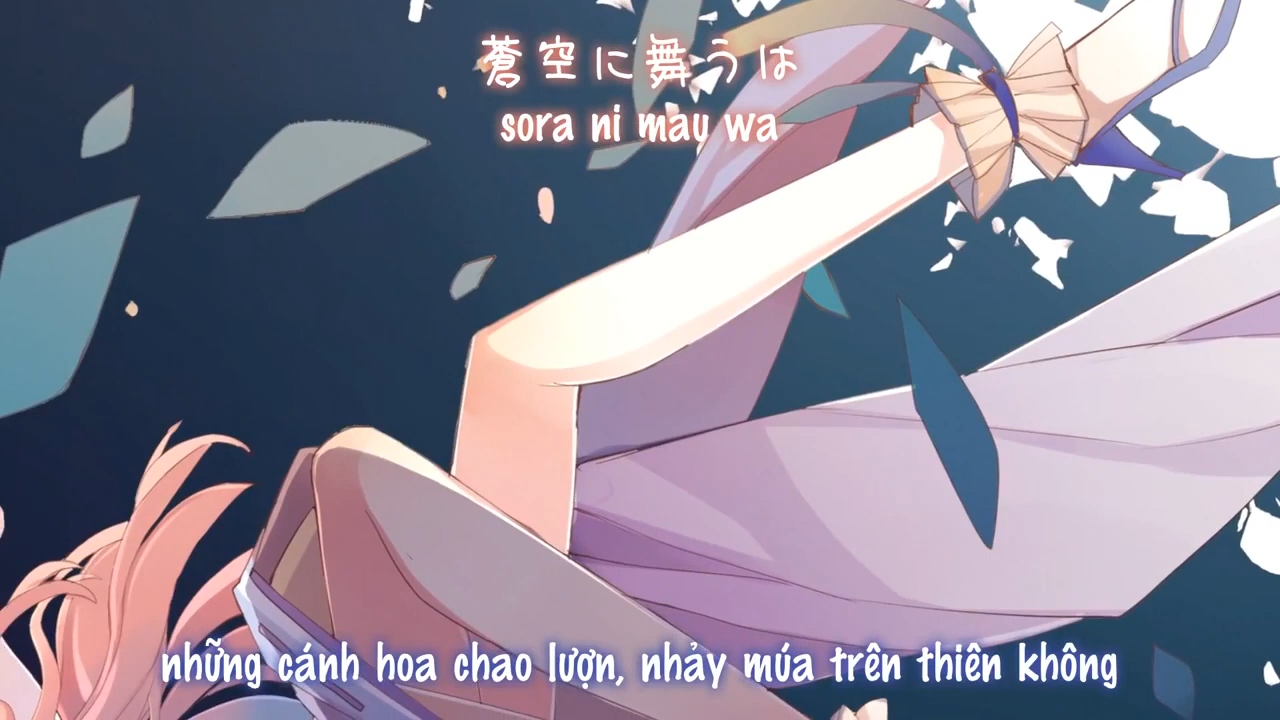 蒼空に舞うは
sora ni mau wa
những cánh hoa chao lượn, nhảy múa trên thiên không